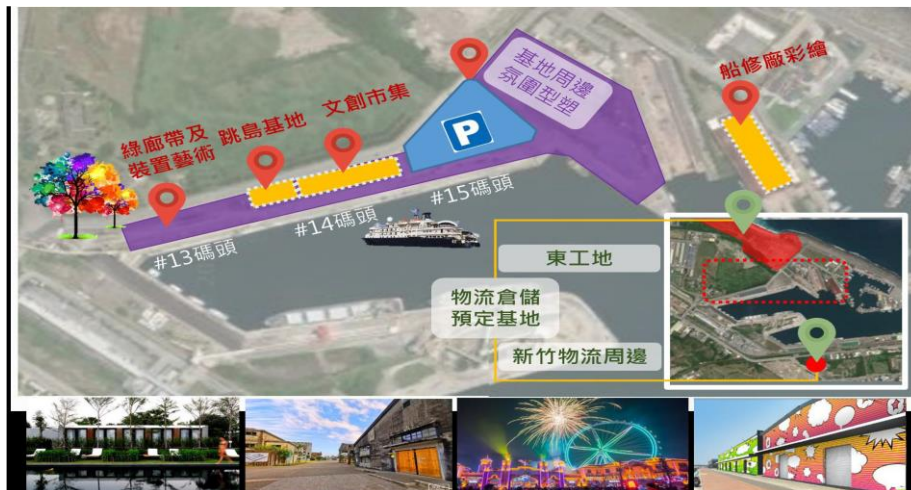 基地周邊
氛圍型塑
船修廠彩繪
文創市集
跳島基地
綠廊帶及
裝置藝術
P
#15碼頭
#14碼頭
#13碼頭
東工地
物流倉儲
預定基地
新竹物流周邊